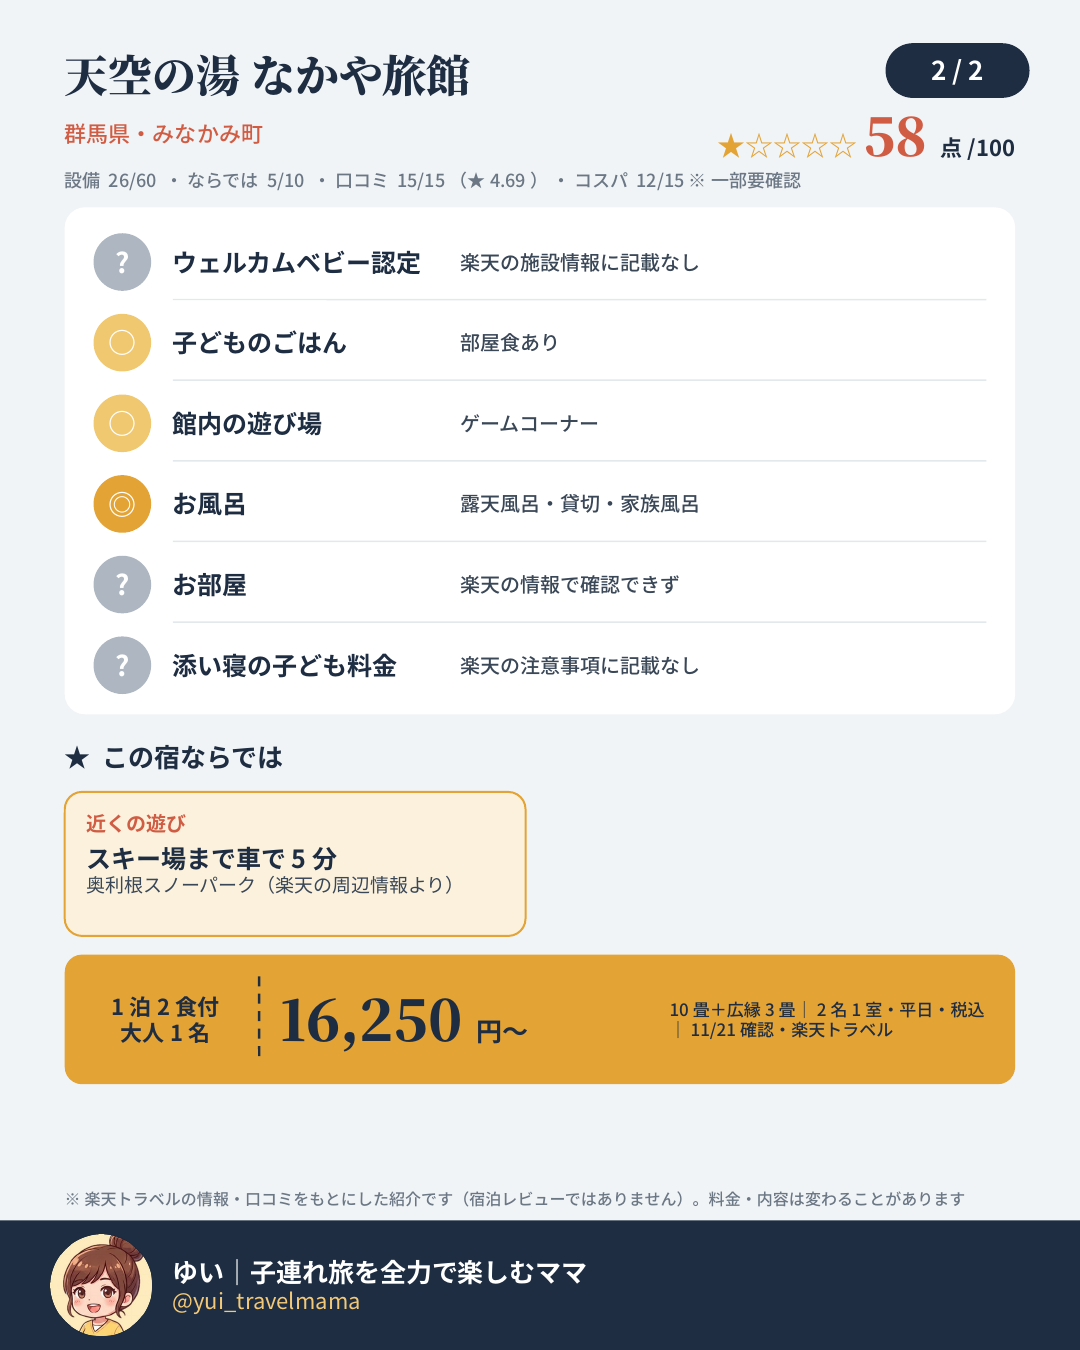 天空の湯 なかや旅館
2 / 2
群馬県・みなかみ町
★☆☆☆☆ 58 点 /100
設備 26/60 ・ならでは 5/10 ・口コミ 15/15 （★ 4.69 ） ・コスパ 12/15 ※ 一部要確認
? ウェルカムベビー認定 楽天の施設情報に記載なし
○ 子どものごはん 部屋食あり
○ 館内の遊び場 ゲームコーナー
◎ お風呂 露天風呂・貸切・家族風呂
? お部屋 楽天の情報で確認できず
? 添い寝の子ども料金 楽天の注意事項に記載なし
★ この宿ならでは
近くの遊び
スキー場まで車で 5 分
奥利根スノーパーク（楽天の周辺情報より）
1 泊 2 食付
大人 1 名
16,250 円〜
10 畳＋広縁 3 畳｜ 2 名 1 室・平日・税込
｜ 11/21 確認・楽天トラベル
※ 楽天トラベルの情報・口コミをもとにした紹介です（宿泊レビューではありません）。料金・内容は変わることがあります
ゆい｜子連れ旅を全力で楽しむママ
@yui_travelmama